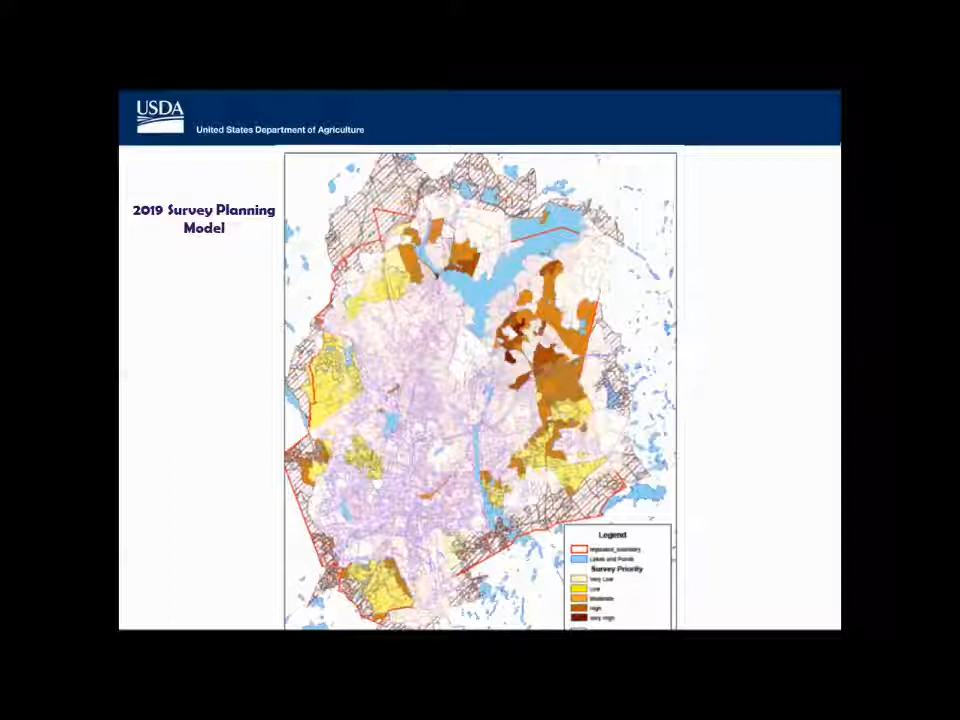 USDA
United States Department of Agriculture
2019 Survey Planning
Model
Legend
Lakes and Ponds
Survey Priority
Very Low
Low
Moderate
High
Very High